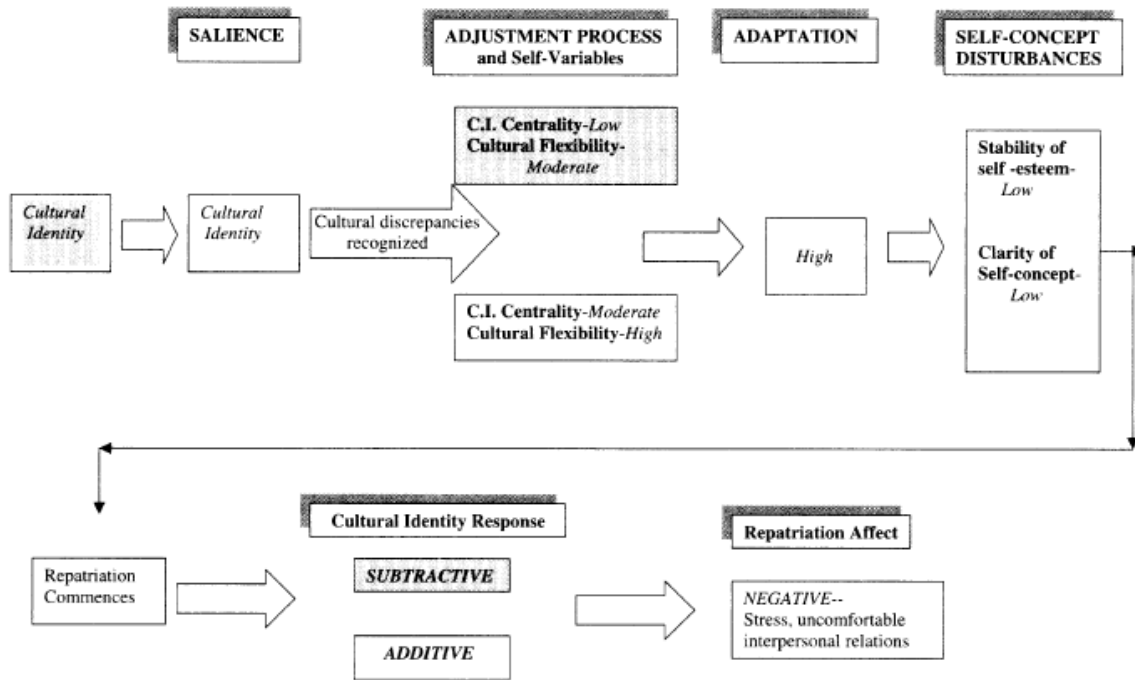 SALIENCE
ADJUSTMENT PROCESS
and Self-Variables
ADAPTATION
SELF-CONCEPT
DISTURBANCES
Cultural
Identity
Cultural
Identity
Cultural discrepancies
recognized
C.I. Centrality-Low
Cultural Flexibility-
Moderate
C.I. Centrality-Moderate
Cultural Flexibility-High
High
Stability of
self -esteem-
Low
Clarity of
Self-concept-
Low
Repatriation
Commences
Cultural Identity Response
SUBTRACTIVE
ADDITIVE
Repatriation Affect
NEGATIVE--
Stress, uncomfortable
interpersonal relations